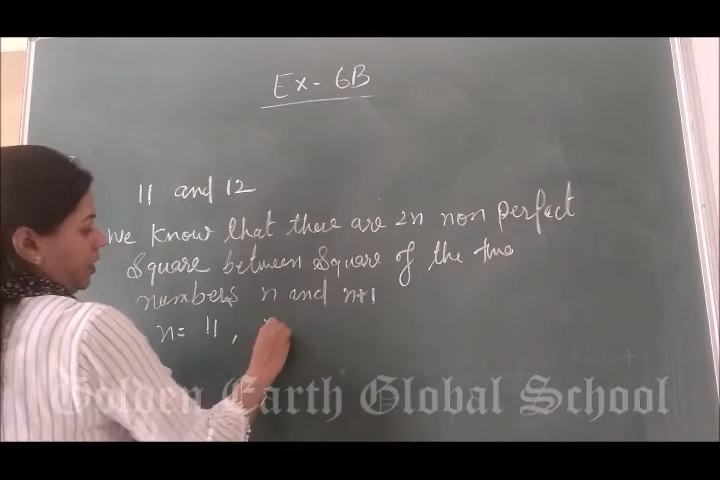 Ex- 6B
11 and 12
we know that there are 2n non perfect
square between square of the two
numbers n and n+1
n= 11 ,
Golden Earth Global School